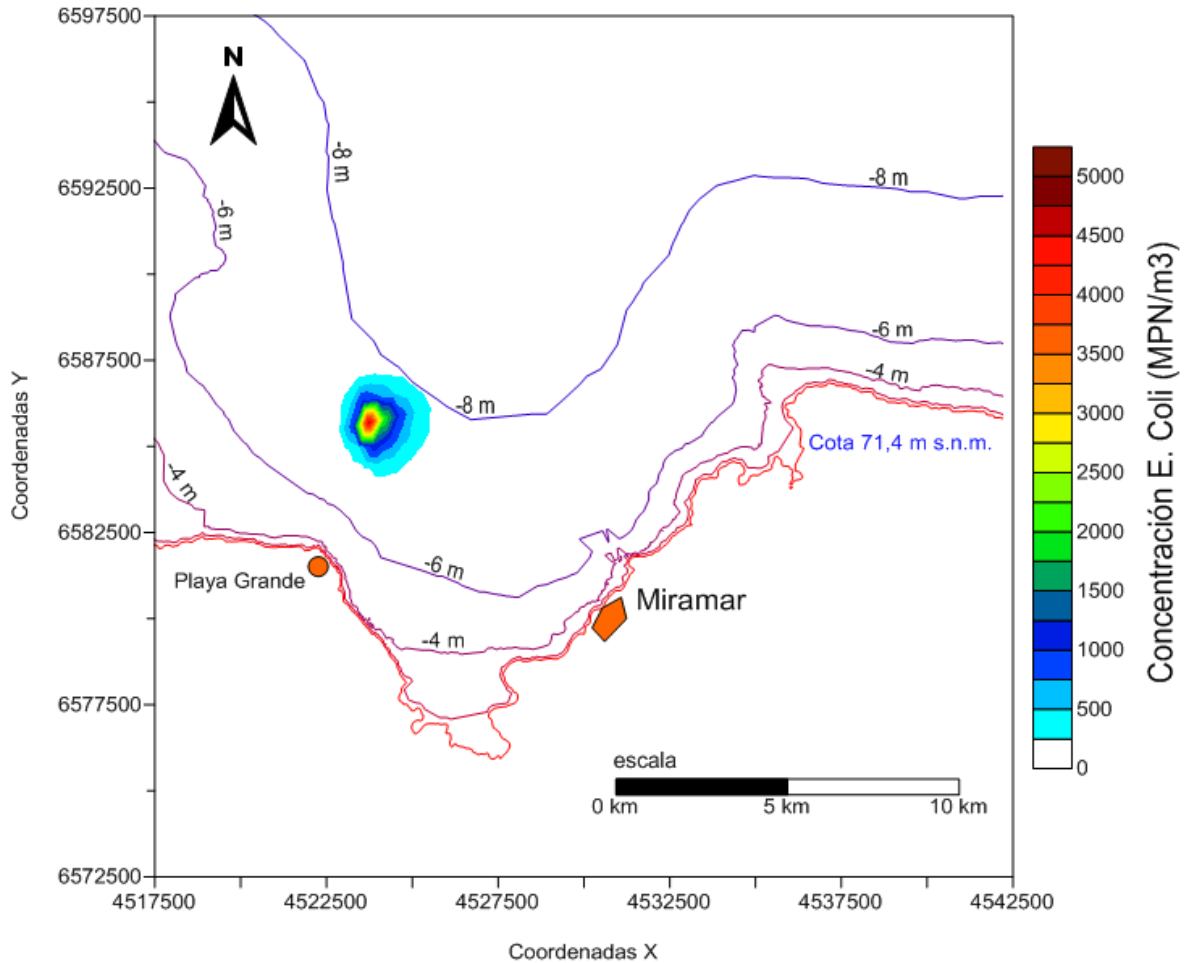 6597500
N
-8 m
6592500
-8 m
-6 m
5000
4500
4000
3500
3000
2500
2000
1500
1000
500
0
Concentración E. Coli (MPN/m3)
Coordenadas Y
6587500
-6 m
-4 m
-8 m
Cota 71,4 m s.n.m.
-4 m
6582500
-6 m
Playa Grande
Miramar
-4 m
6577500
escala
0 km
5 km
10 km
6572500
4517500
4522500
4527500
4532500
4537500
4542500
Coordenadas X